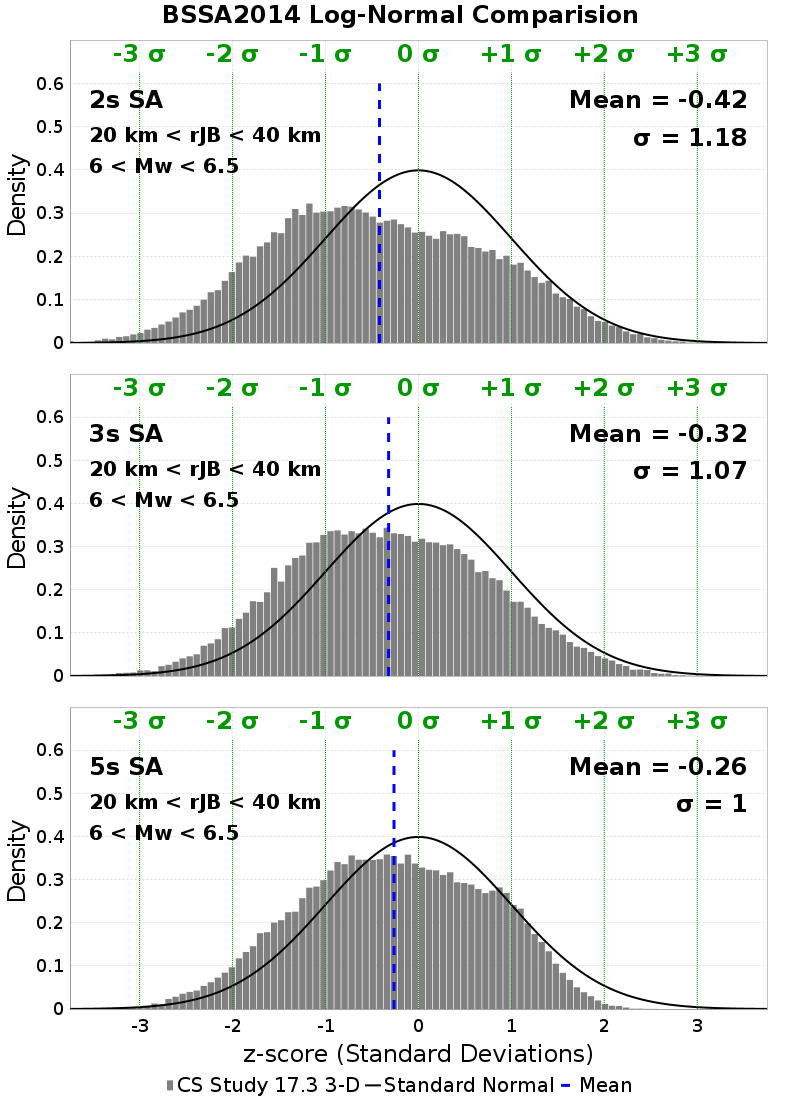 BSSA2014 Log-Normal Comparision
-3 σ -2 σ -1 σ 0 σ +1 σ +2 σ +3 σ
0.6
2s SA Mean = -0.42
0.5
20 km < rJB < 40 km σ = 1.18
6 < Mw < 6.5
0.4
Density
0.3
0.2
0.1
0
-3 σ -2 σ -1 σ 0 σ +1 σ +2 σ +3 σ
0.6
3s SA Mean = -0.32
0.5
20 km < rJB < 40 km σ = 1.07
6 < Mw < 6.5
0.4
Density
0.3
0.2
0.1
0
-3 σ -2 σ -1 σ 0 σ +1 σ +2 σ +3 σ
0.6
5s SA Mean = -0.26
0.5
20 km < rJB < 40 km σ = 1
6 < Mw < 6.5
0.4
Density
0.3
0.2
0.1
0
-3 -2 -1 0 1 2 3
z-score (Standard Deviations)
CS Study 17.3 3-D Standard Normal Mean